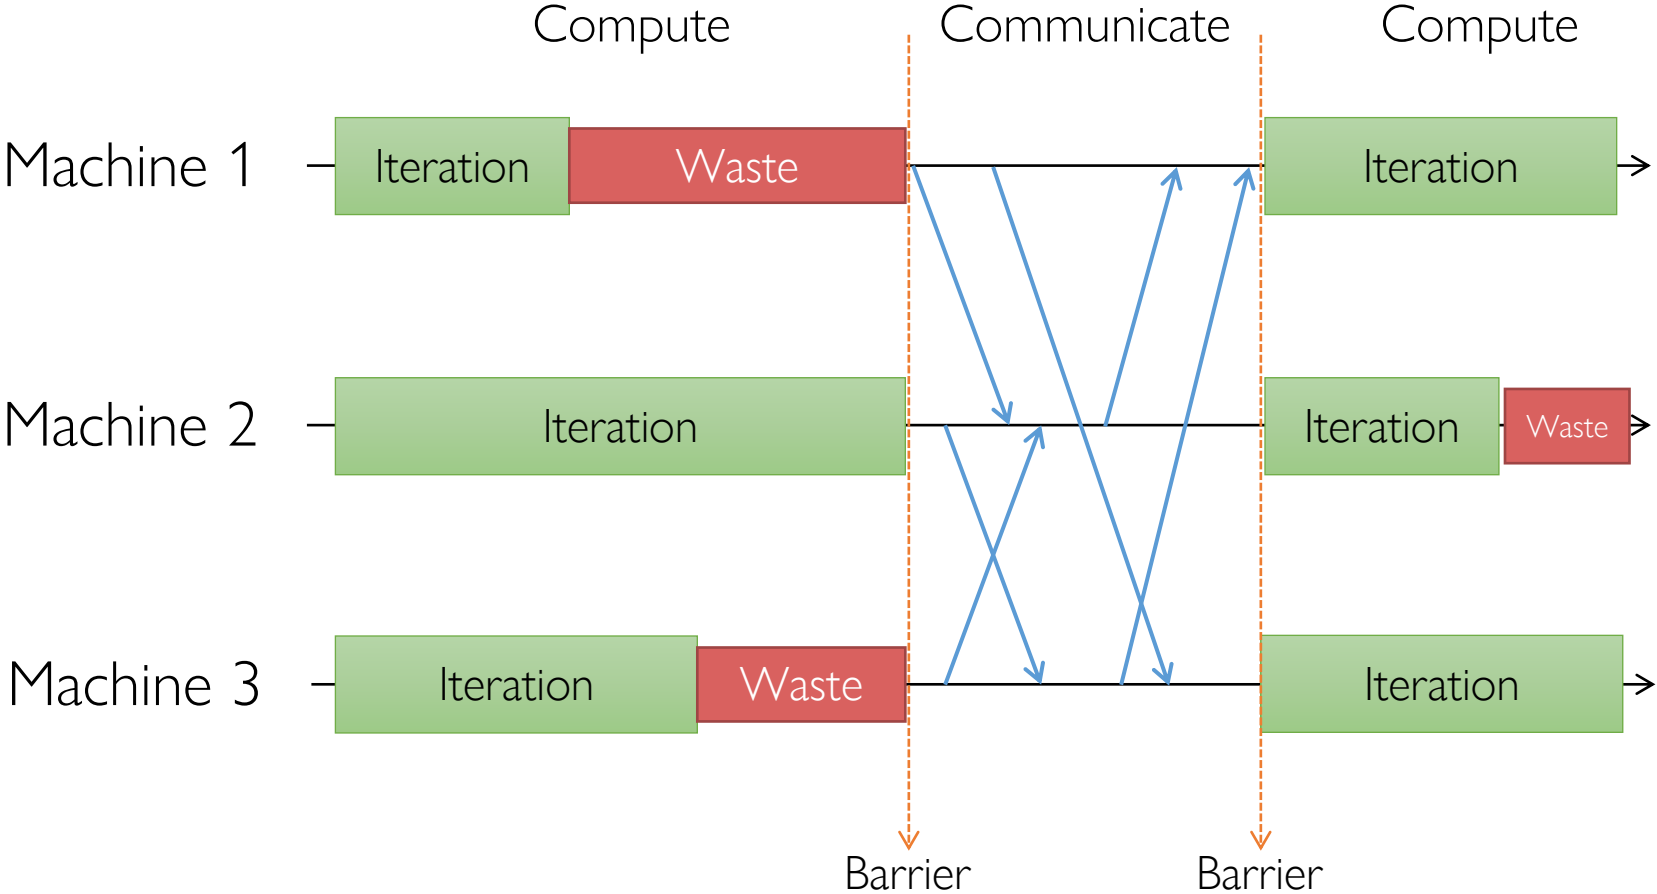 Compute Communicate Compute
Machine 1 Iteration Waste Iteration
Machine 2 Iteration Iteration Waste
Machine 3 Iteration Waste Iteration
Barrier Barrier